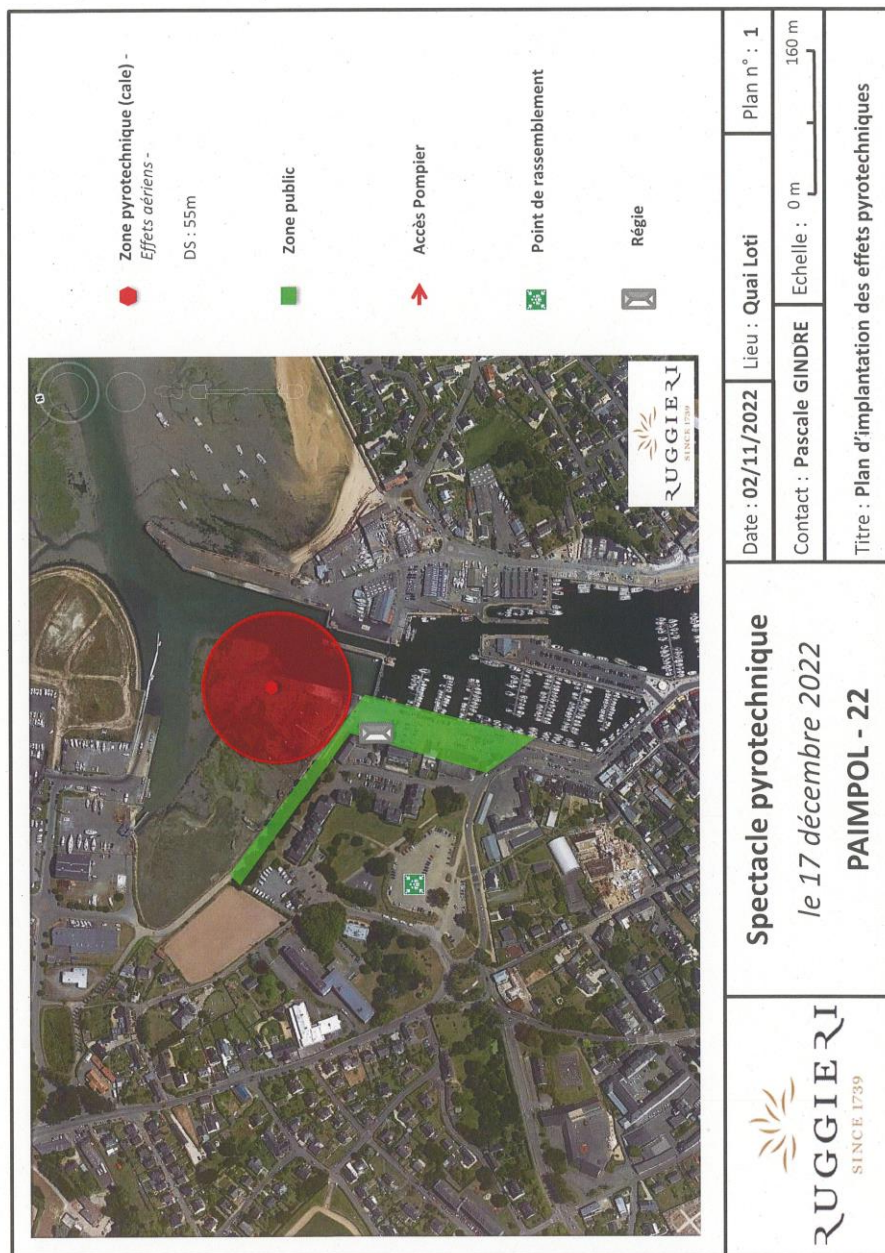 N
RUGGIERI
SINCE 1739
Zone pyrotechnique (cale) -
Effets aériens -
DS : 55m
Zone public
Accès Pompier
Point de rassemblement
Régie
RUGGIERI
SINCE 1739
Spectacle pyrotechnique
le 17 décembre 2022
PAIMPOL - 22
Date : 02/11/2022
Lieu : Quai Loti
Plan n° : 1
Contact : Pascale GINDRE
Echelle :
0 m
160 m
Titre : Plan d'implantation des effets pyrotechniques